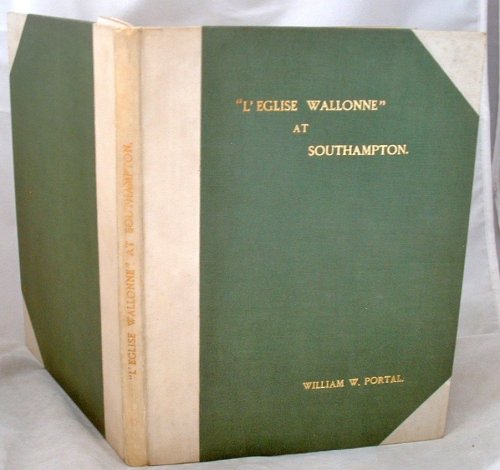 "L'EGLISE WALLONNE"
AT
SOUTHAMPTON.
WILLIAM W. PORTAL.
"L'EGLISE WALLONNE" AT SOUTHAMPTON.